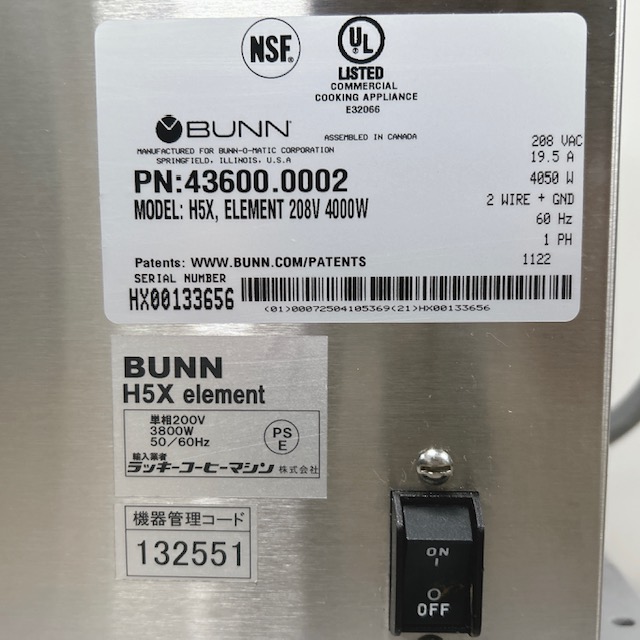 NSF®
UL
LISTED
COMMERCIAL
COOKING APPLIANCE
E32066
BUNN®
ASSEMBLED IN CANADA
MANUFACTURED FOR BUNN-O-MATIC CORPORATION
SPRINGFIELD, ILLINOIS, U.S.A
208 VAC
19.5 A
PN:43600.0002
4050 W
MODEL: H5X, ELEMENT 208V 4000W
2 WIRE + GND
60 Hz
1 PH
Patents: WWW.BUNN.COM/PATENTS
1122
SERIAL NUMBER
HX00133656
(01)00072504105369(21)HX00133656
BUNN
H5X element
単相200V
3800W
50/60Hz
PS
E
輸入業者
ラッキーコーヒーマシン株式会社
機器管理コード
132551
ON
I
O
OFF